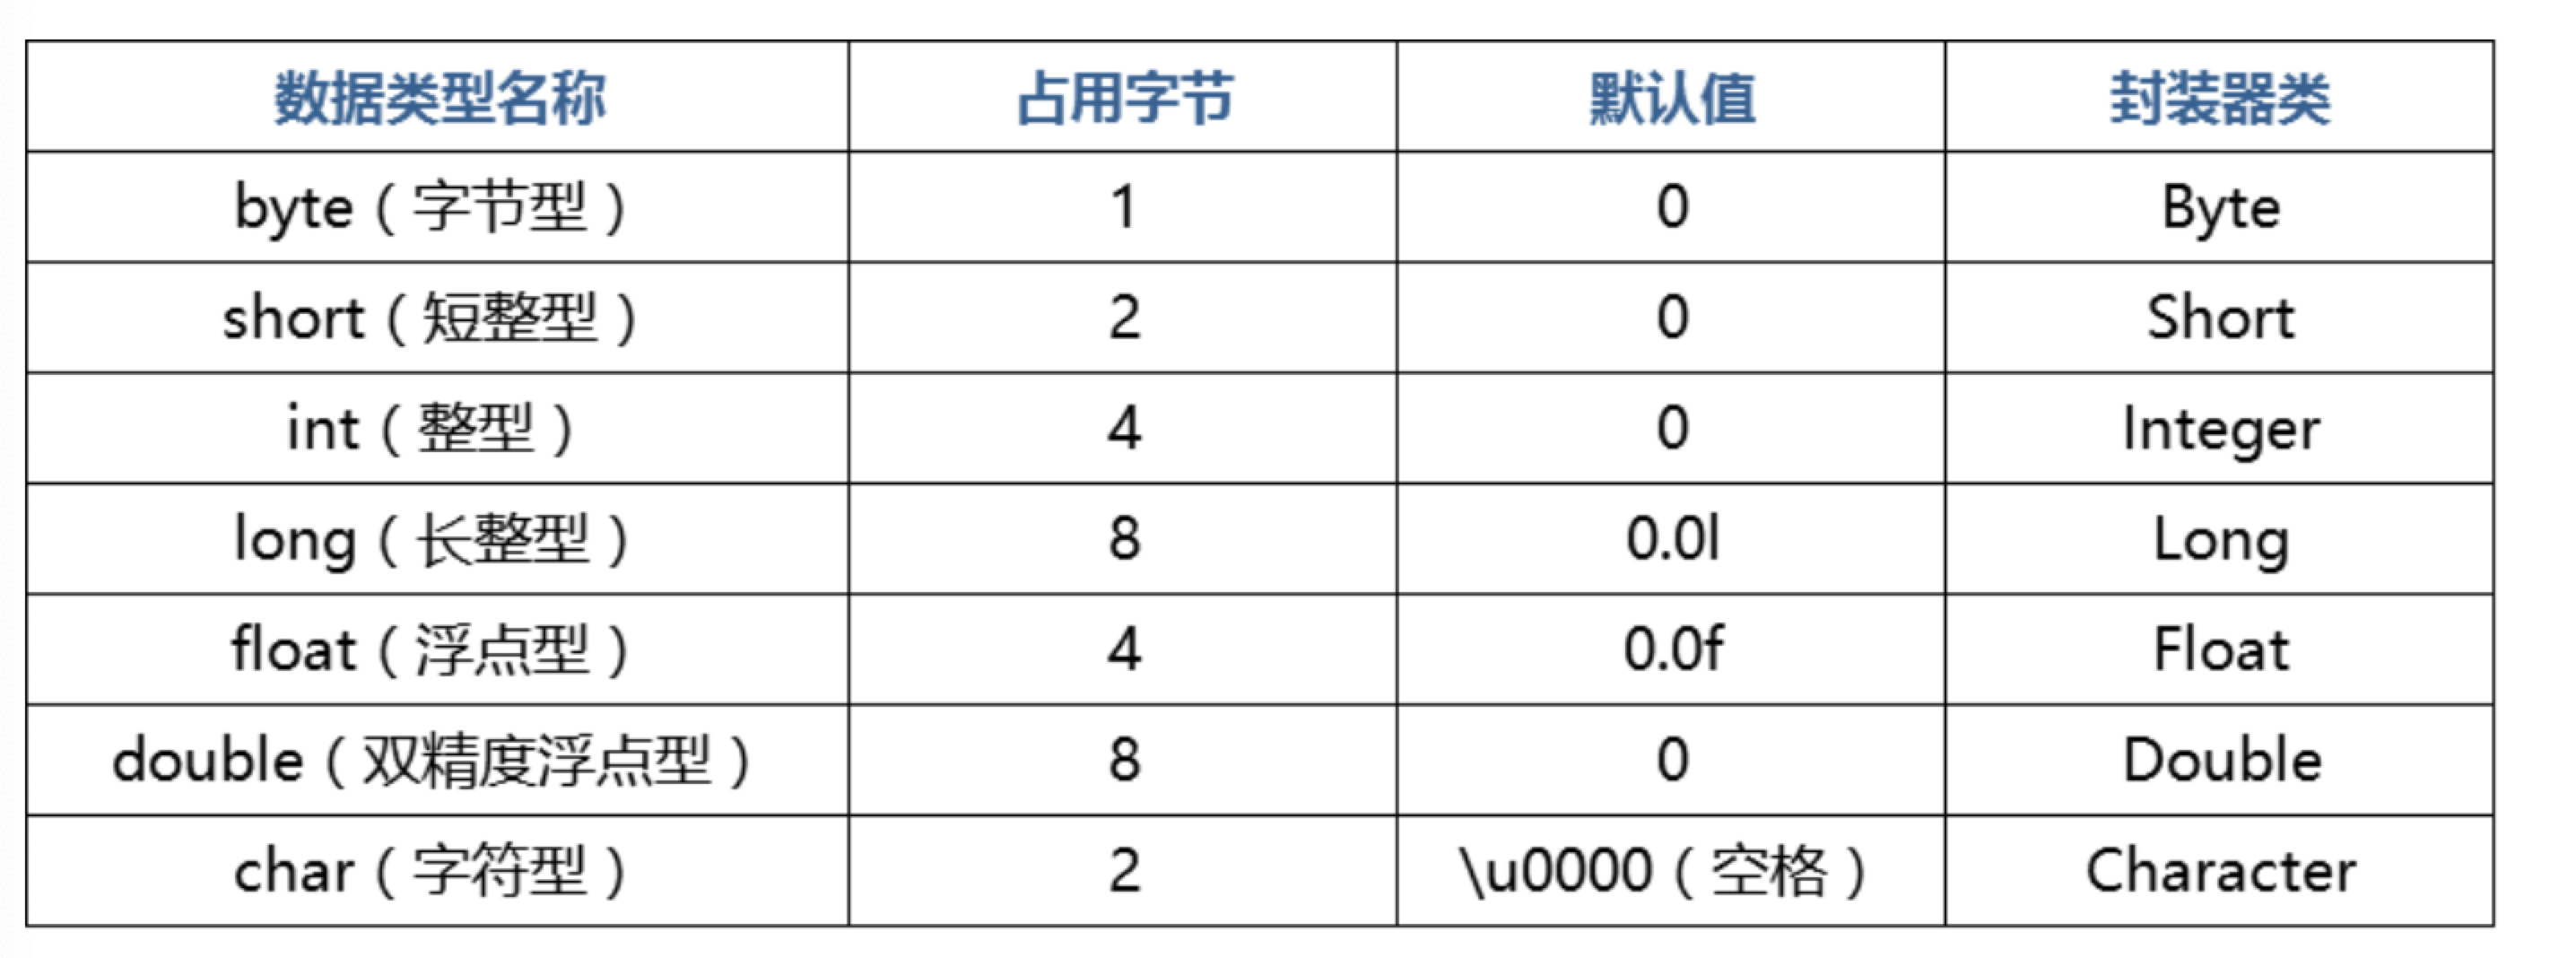 数据类型名称 占用字节 默认值 封装器类
byte（字节型） 1 0 Byte
short（短整型） 2 0 Short
int（整型） 4 0 Integer
long（长整型） 8 0.0l Long
float（浮点型） 4 0.0f Float
double（双精度浮点型） 8 0 Double
char（字符型） 2 \u0000（空格） Character